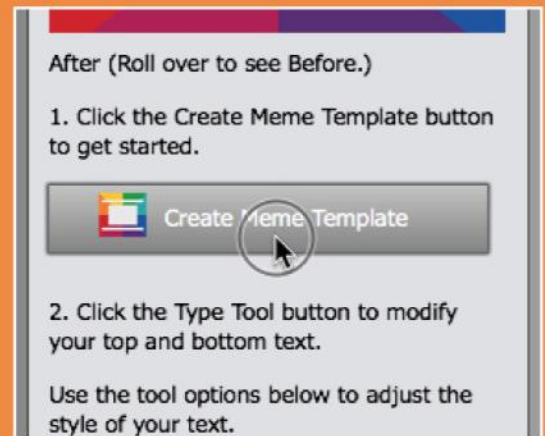 After (Roll over to see Before.)
1. Click the Create Meme Template button
to get started.
Create Meme Template
2. Click the Type Tool button to modify
your top and bottom text.
Use the tool options below to adjust the
style of your text.